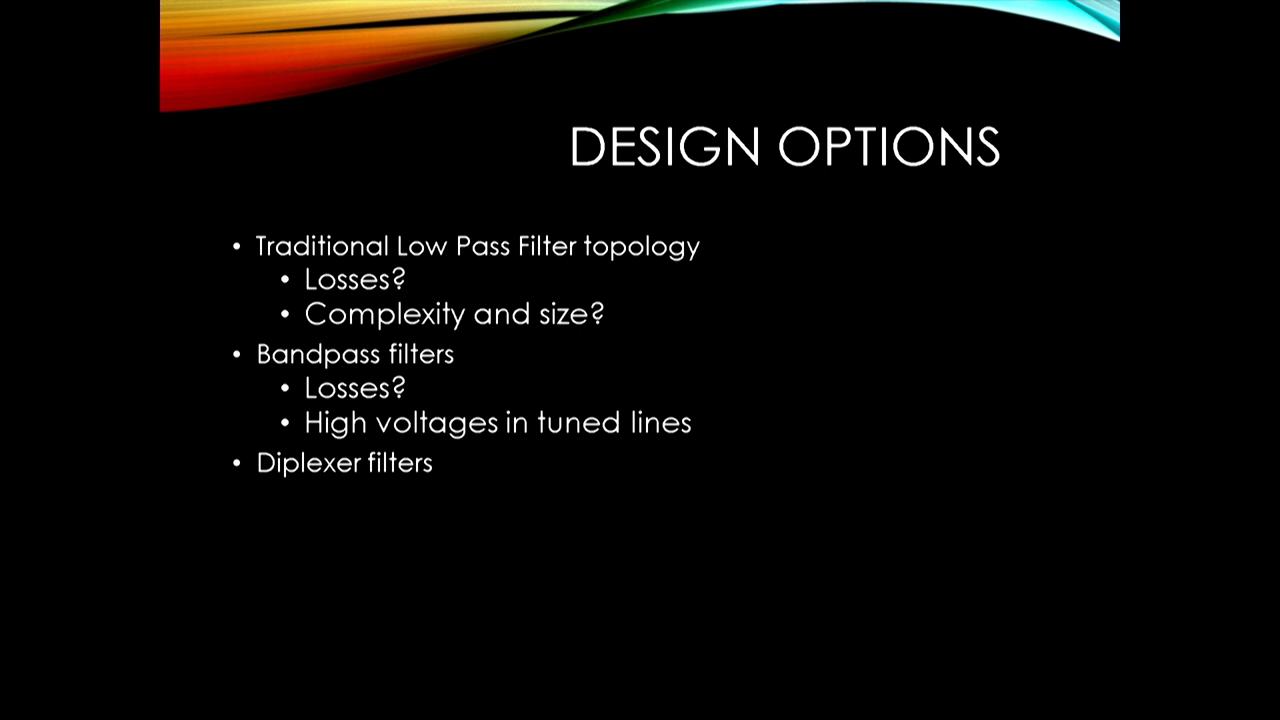 DESIGN OPTIONS
• Traditional Low Pass Filter topology
• Losses?
• Complexity and size?
• Bandpass filters
• Losses?
• High voltages in tuned lines
• Diplexer filters